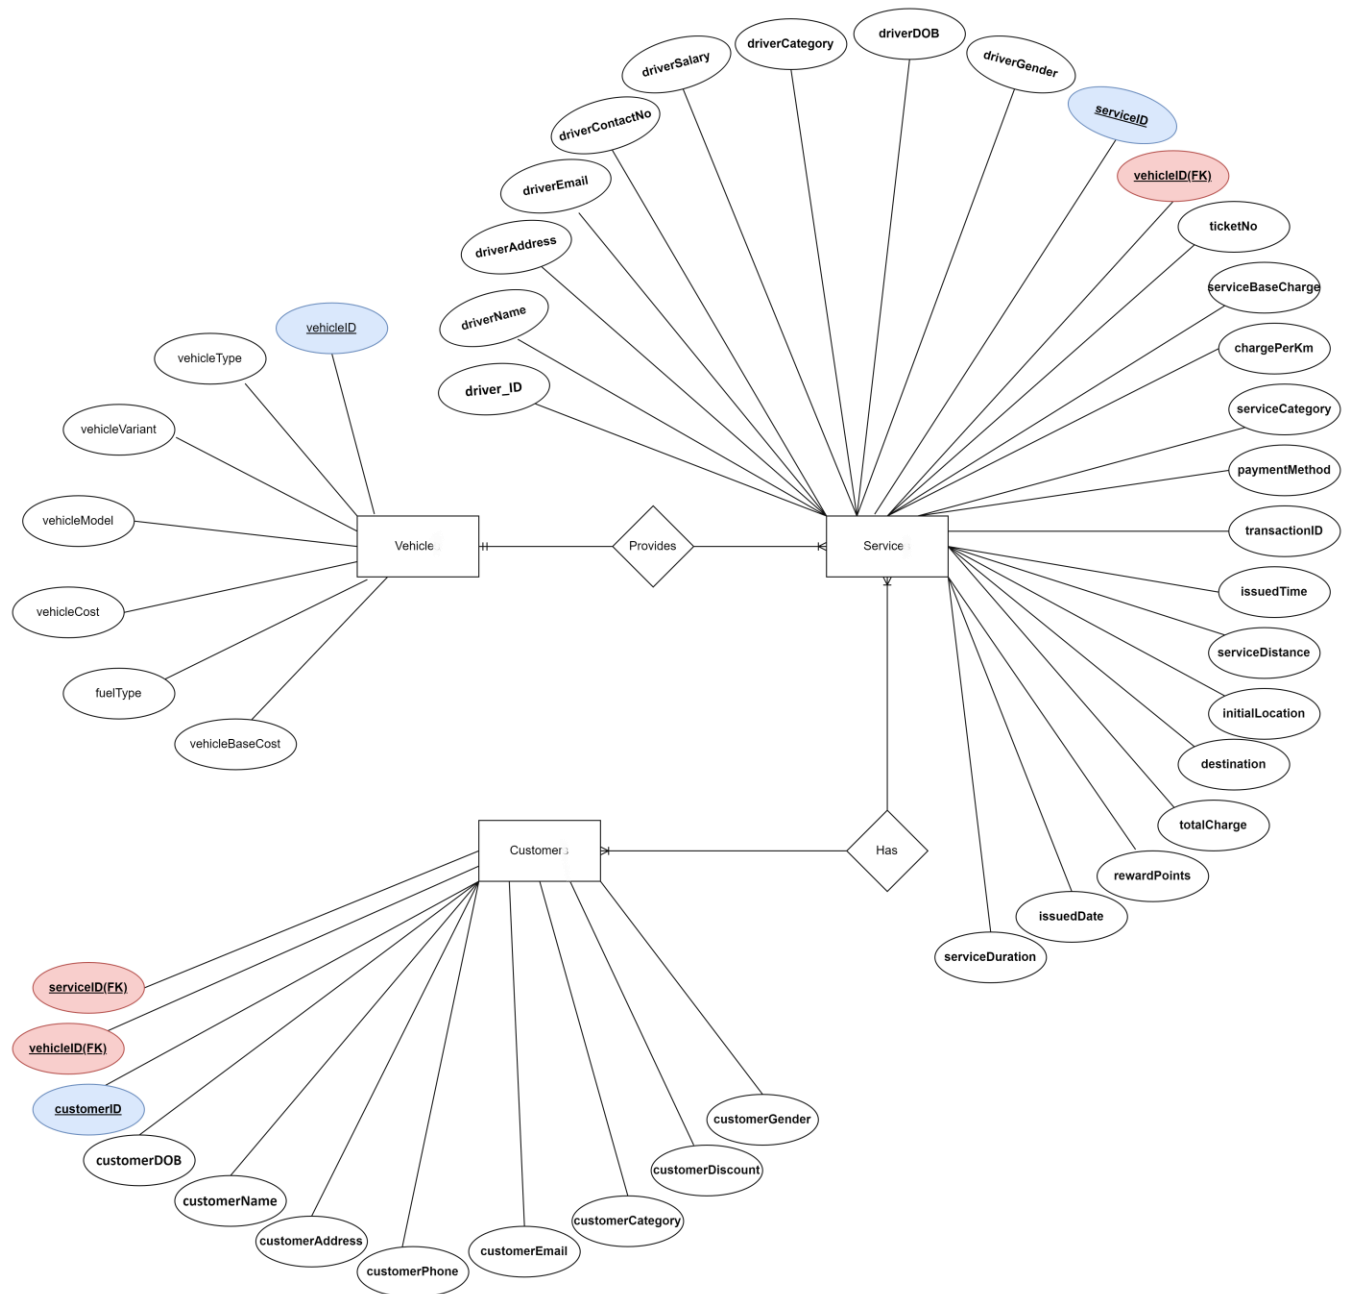 driverDOB
driverCategory
driverGender
driverSalary
serviceID
driverContactNo
vehicleID(FK)
driverEmail
ticketNo
driverAddress
serviceBaseCharge
driverName
vehicleID
chargePerKm
vehicleType
driver_ID
serviceCategory
vehicleVariant
paymentMethod
vehicleModel
transactionID
Vehicle
Provides
Service
issuedTime
vehicleCost
serviceDistance
fuelType
initialLocation
vehicleBaseCost
destination
totalCharge
Customers
Has
rewardPoints
issuedDate
serviceDuration
serviceID(FK)
vehicleID(FK)
customerID
customerGender
customerDOB
customerDiscount
customerName
customerCategory
customerAddress
customerEmail
customerPhone